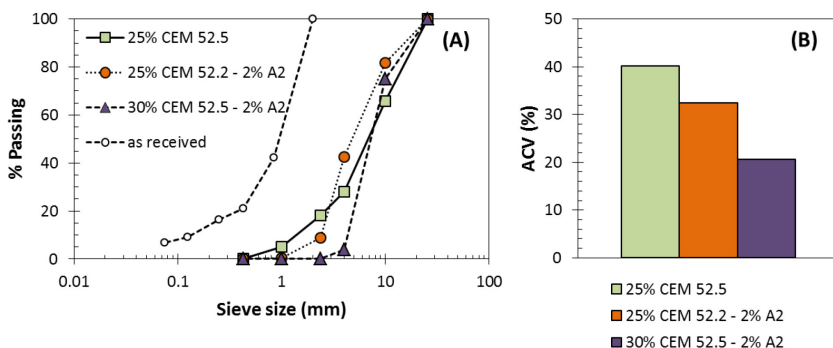 100
80
60
40
20
0
% Passing
25% CEM 52.5
25% CEM 52.2 - 2% A2
30% CEM 52.5 - 2% A2
as received
(A)
0.01
0.1
1
10
100
Sieve size (mm)
50
40
30
20
10
0
ACV (%)
(B)
25% CEM 52.5
25% CEM 52.2 - 2% A2
30% CEM 52.5 - 2% A2